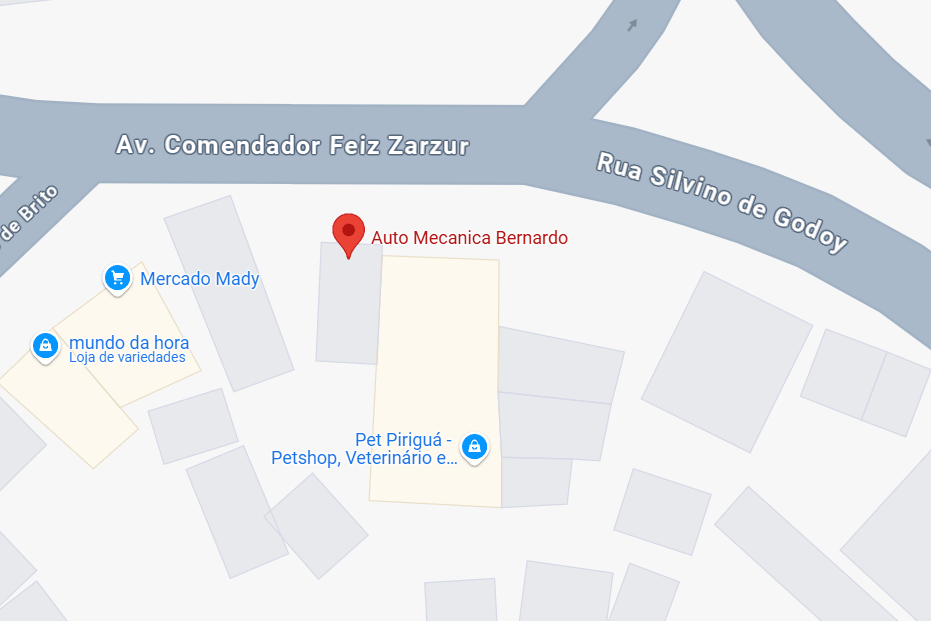 Av. Comendador Feiz Zarzur
Rua Silvino de Godoy
de Brito
Auto Mecanica Bernardo
Mercado Mady
mundo da hora
Loja de variedades
Pet Piriguá -
Petshop, Veterinário e...